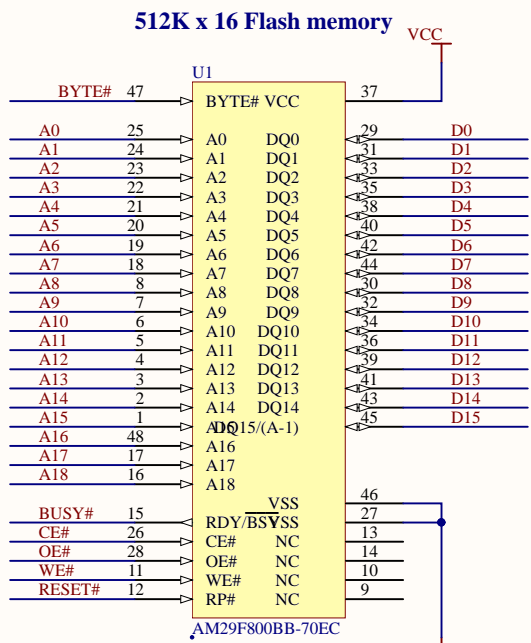 512K x 16 Flash memory
VCC
U1
BYTE# 47 BYTE# VCC 37
A0 25 A0 DQ0 29 D0
A1 24 A1 DQ1 31 D1
A2 23 A2 DQ2 33 D2
A3 22 A3 DQ3 35 D3
A4 21 A4 DQ4 38 D4
A5 20 A5 DQ5 40 D5
A6 19 A6 DQ6 42 D6
A7 18 A7 DQ7 44 D7
A8 8 A8 DQ8 30 D8
A9 7 A9 DQ9 32 D9
A10 6 A10 DQ10 34 D10
A11 5 A11 DQ11 36 D11
A12 4 A12 DQ12 39 D12
A13 3 A13 DQ13 41 D13
A14 2 A14 DQ14 43 D14
A15 1 A15 DQ15/(A-1) 45 D15
A16 48 A16
A17 17 A17
A18 16 A18
VSS 46
BUSY# 15 RDY/BSY VSS 27
CE# 26 CE# NC 13
OE# 28 OE# NC 14
WE# 11 WE# NC 10
RESET# 12 RP# NC 9
AM29F800BB-70EC